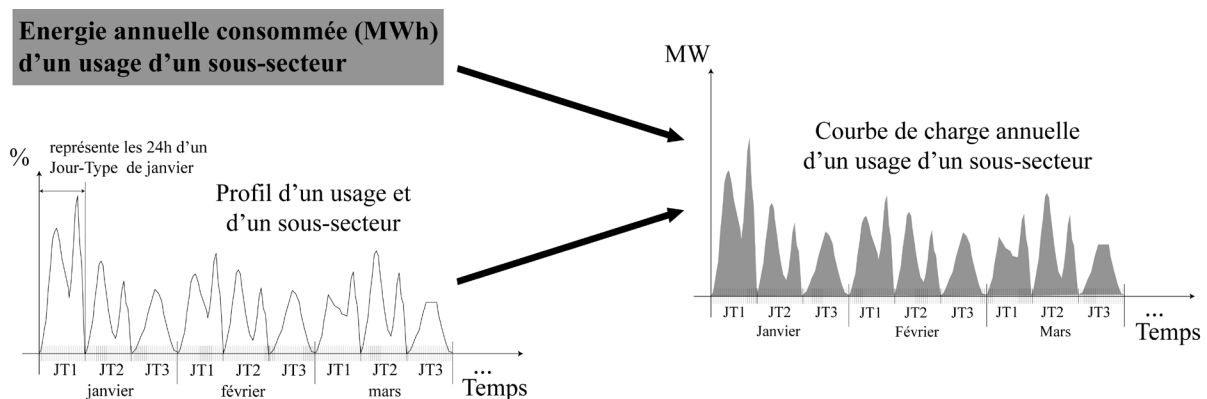 Energie annuelle consommée (MWh)
d’un usage d’un sous-secteur
représente les 24h d’un
Jour-Type de janvier
%
Profil d’un usage et
d’un sous-secteur
JT1 JT2 JT3 JT1 JT2 JT3 JT1 JT2 JT3 ...
janvier février mars Temps
MW
Courbe de charge annuelle
d’un usage d’un sous-secteur
JT1 JT2 JT3 JT1 JT2 JT3 JT1 JT2 JT3 ...
Janvier Février Mars Temps